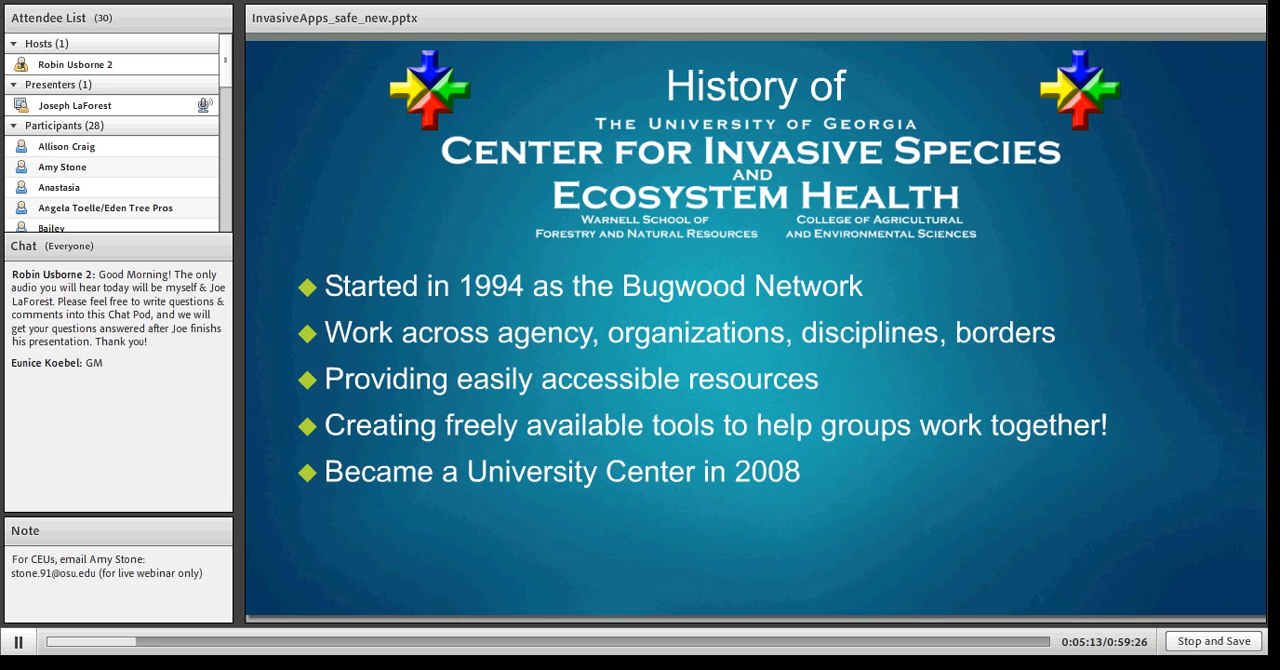 Attendee List (30)
Hosts (1)
Robin Usborne 2
Presenters (1)
Joseph LaForest
Participants (28)
Allison Craig
Amy Stone
Anastasia
Angela Toelle/Eden Tree Pros
Bailey
Chat (Everyone)
Robin Usborne 2: Good Morning! The only
audio you will hear today will be myself & Joe
LaForest. Please feel free to write questions &
comments into this Chat Pod, and we will
get your questions answered after Joe finishs
his presentation. Thank you!
Eunice Koebel: GM
Note
For CEUs, email Amy Stone:
stone.91@osu.edu (for live webinar only)
InvasiveApps_safe_new.pptx
History of
THE UNIVERSITY OF GEORGIA
CENTER FOR INVASIVE SPECIES
AND
ECOSYSTEM HEALTH
WARNELL SCHOOL OF
FORESTRY AND NATURAL RESOURCES
COLLEGE OF AGRICULTURAL
AND ENVIRONMENTAL SCIENCES
Started in 1994 as the Bugwood Network
Work across agency, organizations, disciplines, borders
Providing easily accessible resources
Creating freely available tools to help groups work together!
Became a University Center in 2008
0:05:13/0:59:26
Stop and Save